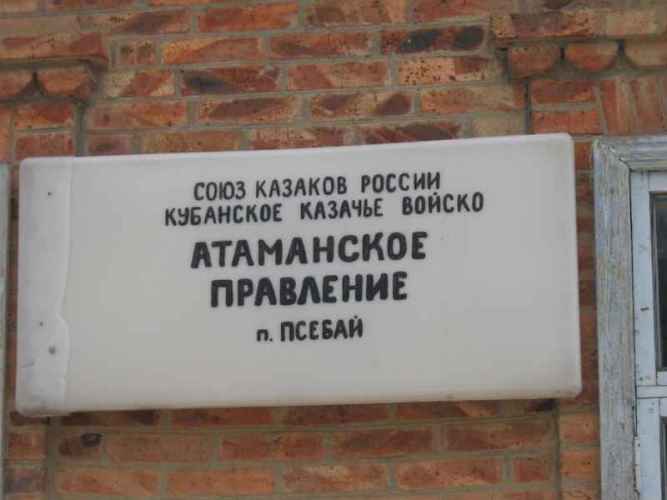 СОЮЗ КАЗАКОВ РОССИИ
КУБАНСКОЕ КАЗАЧЬЕ ВОЙСКО
АТАМАНСКОЕ
ПРАВЛЕНИЕ
п. ПСЕБАЙ